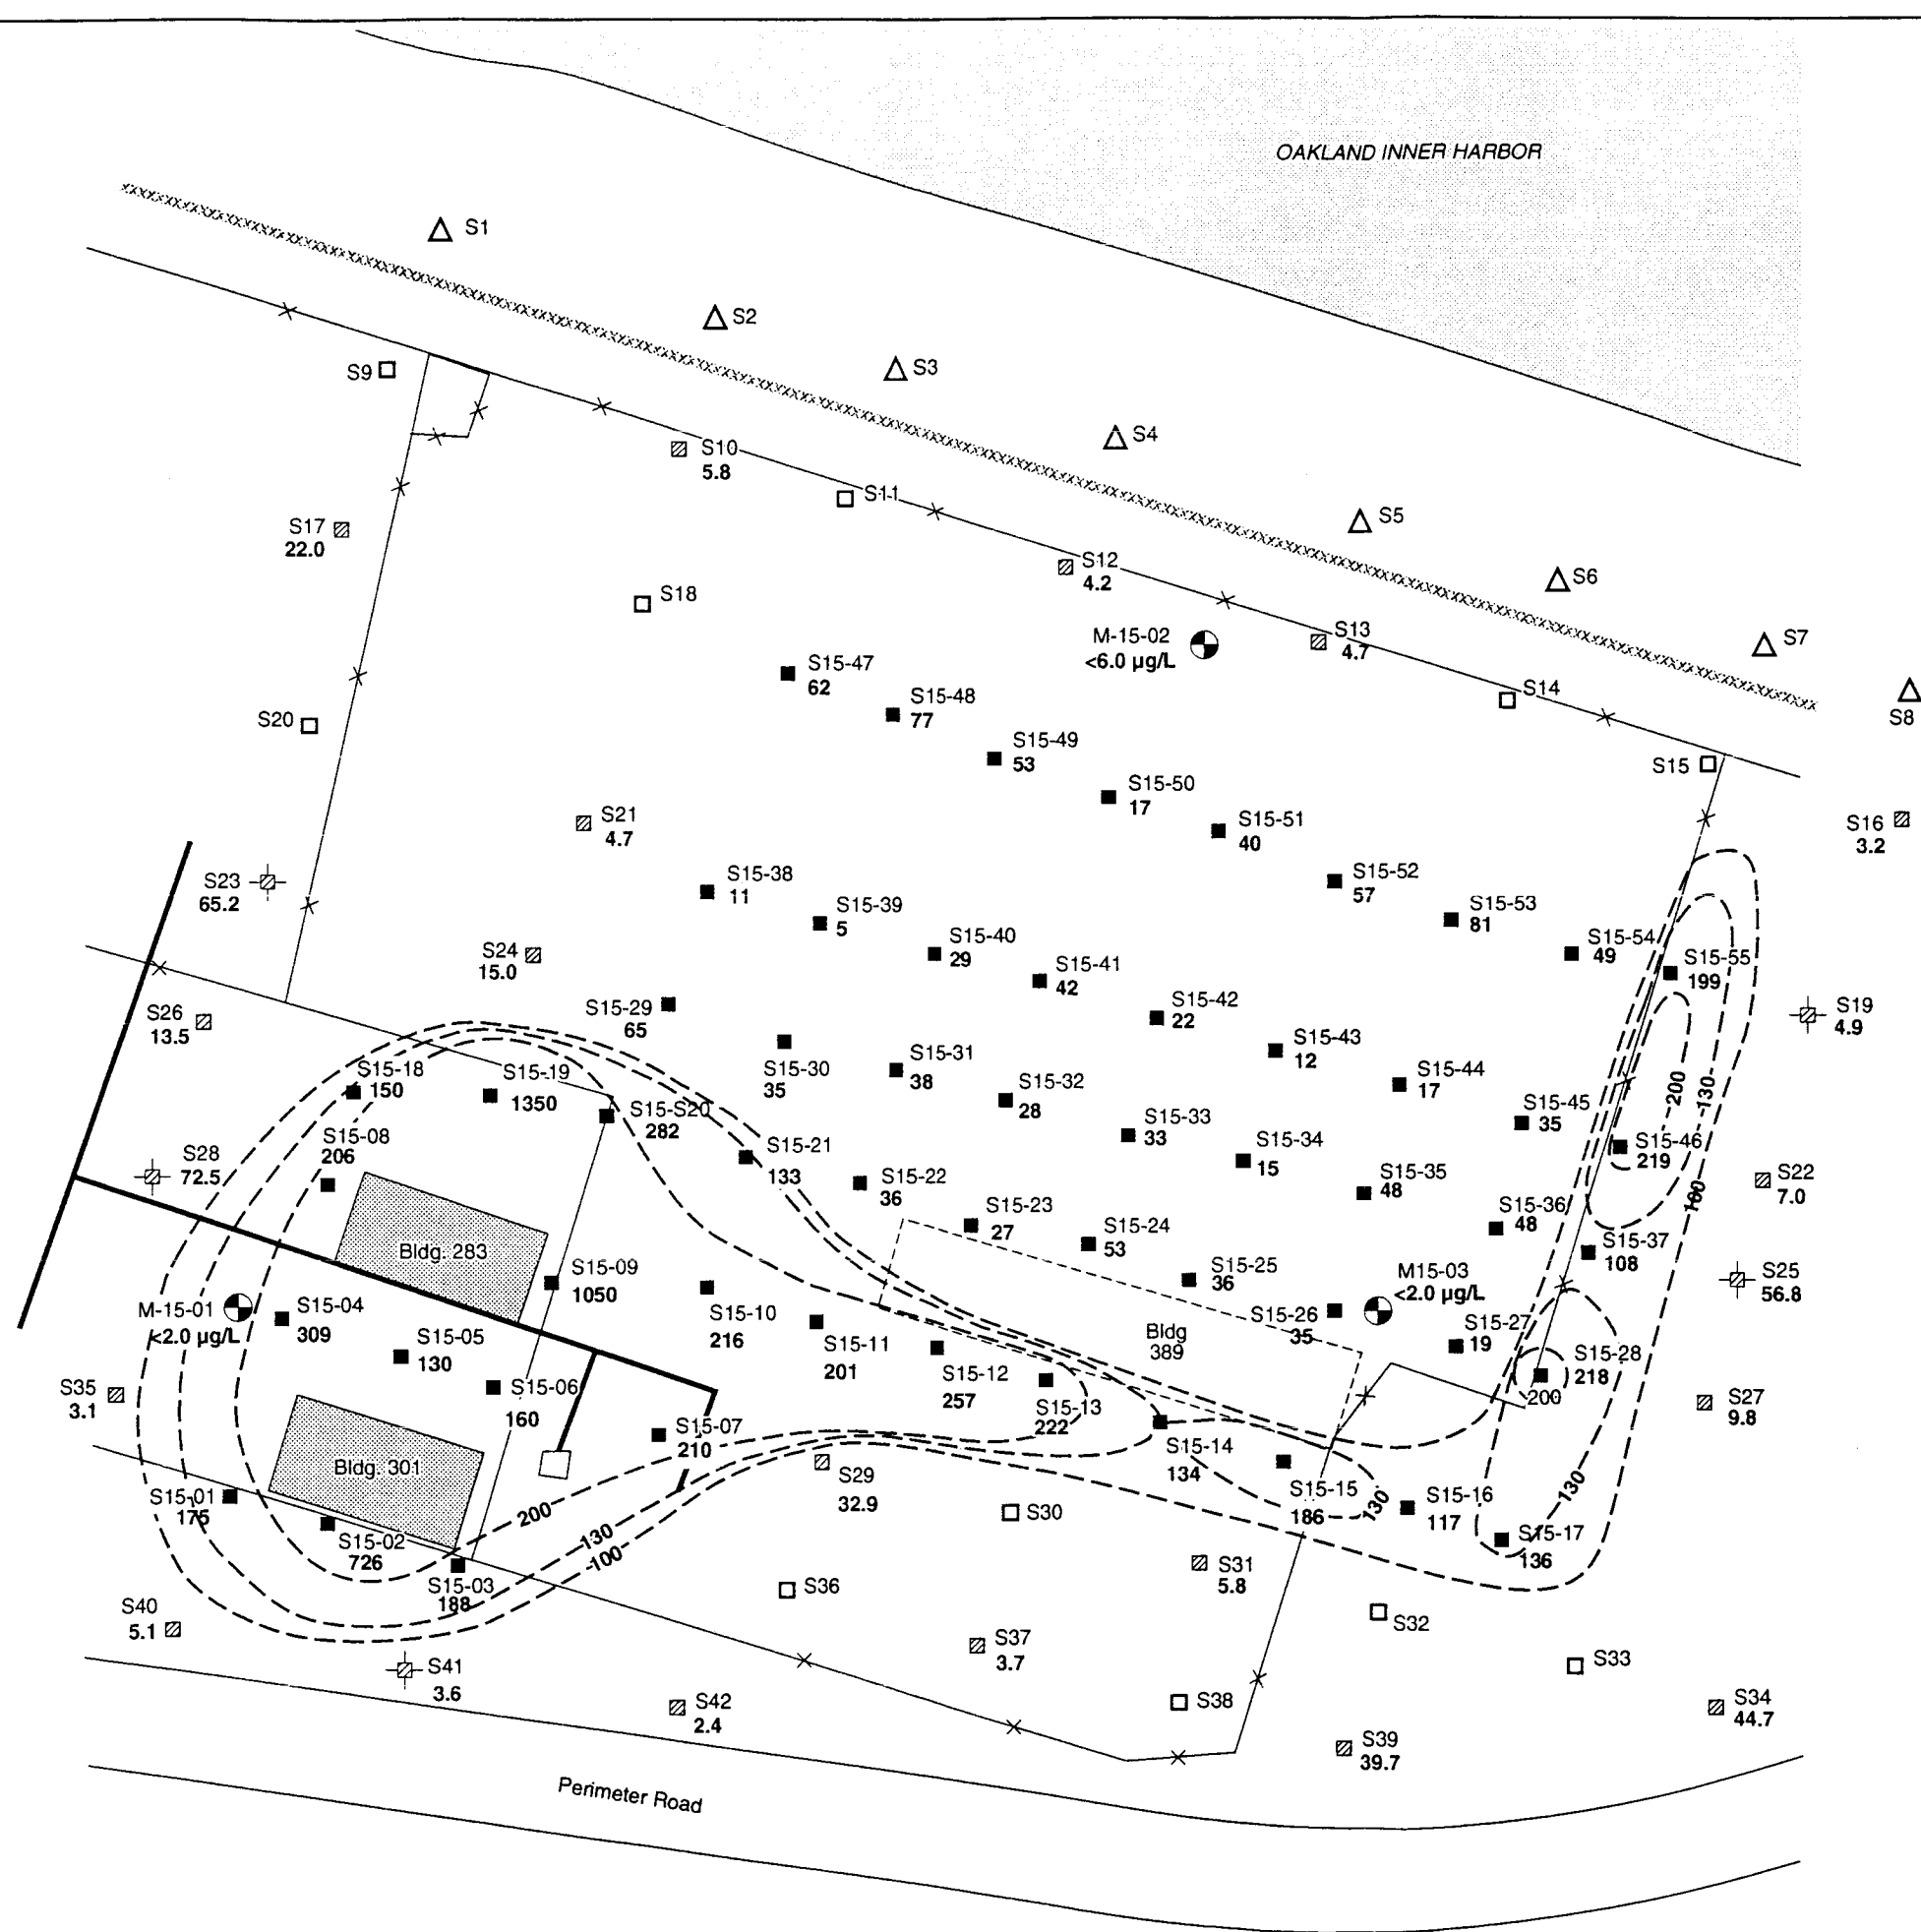 OAKLAND INNER HARBOR
S1
S2
S3
S4
S5
S6
S7
S8
S9
S10
5.8
S11
S12
4.2
S13
4.7
S14
S15
S16
3.2
S17
22.0
S18
M-15-02
<6.0 µg/L
S15-47
62
S15-48
77
S15-49
53
S15-50
17
S15-51
40
S15-52
57
S15-53
81
S15-54
49
S15-55
199
S19
4.9
S20
S21
4.7
S23
65.2
S24
15.0
S26
13.5
S15-38
11
S15-39
5
S15-40
29
S15-41
42
S15-42
22
S15-43
12
S15-44
17
S15-45
35
S15-46
219
200
130
100
S22
7.0
S15-29
65
S15-30
35
S15-31
38
S15-32
28
S15-33
33
S15-34
15
S15-35
48
S15-36
48
S15-37
108
S25
56.8
S15-18
150
S15-19
1350
S15-S20
282
S15-21
133
S15-22
36
S15-23
27
S15-24
53
S15-25
36
S15-26
35
M15-03
<2.0 µg/L
S15-27
19
S15-28
218
200
S27
9.8
S28
72.5
S15-08
206
Bldg. 283
S15-09
1050
S15-10
216
S15-11
201
S15-12
257
S15-13
222
Bldg
389
S15-14
134
S15-15
186
130
S15-16
117
S15-17
136
130
M-15-01
<2.0 µg/L
S15-04
309
S15-05
130
S15-06
160
S15-07
210
S35
3.1
Bldg. 301
S15-01
175
S15-02
726
S15-03
188
200
130
100
S29
32.9
S30
S31
5.8
S32
S33
S34
44.7
S36
S37
3.7
S38
S39
39.7
S40
5.1
S41
3.6
S42
2.4
Perimeter Road